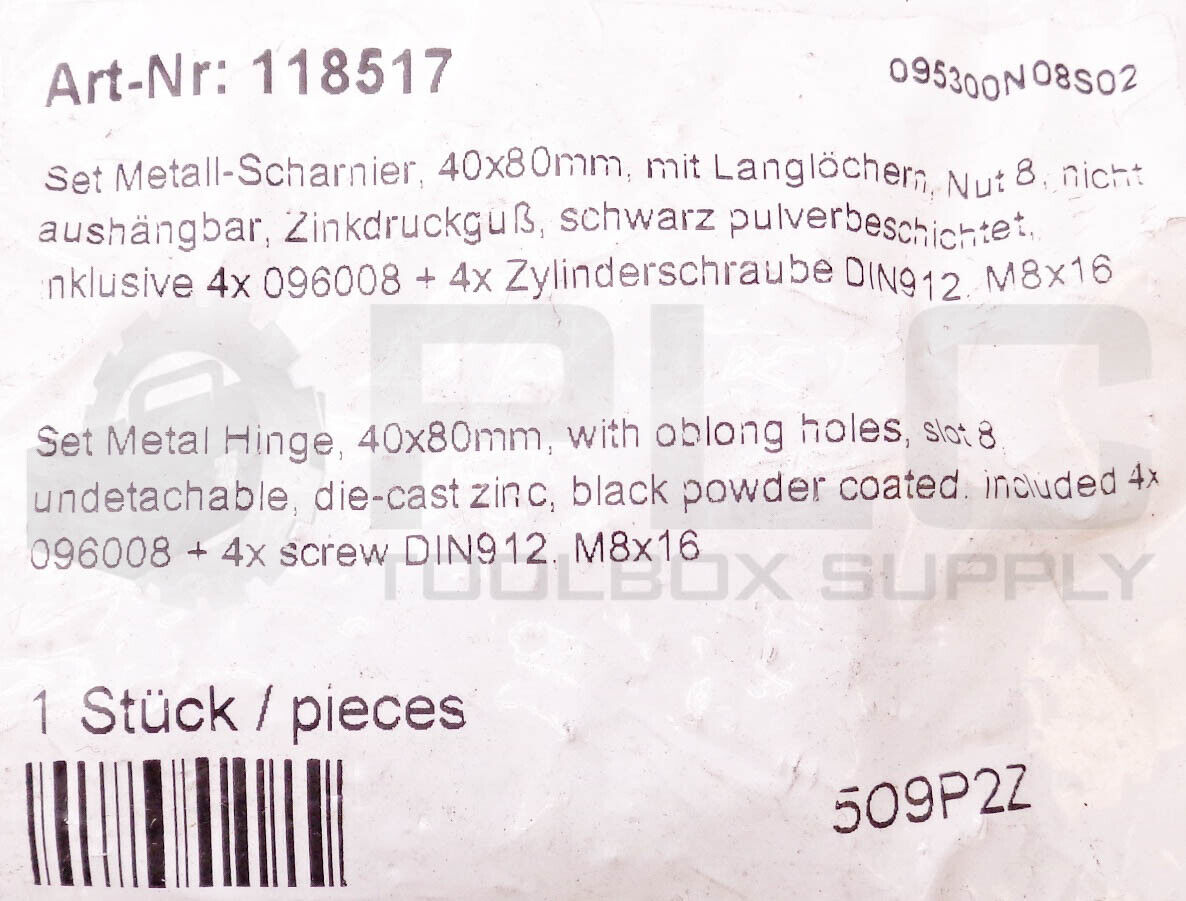 Art-Nr: 118517
095300N08S02
Set Metall-Scharnier, 40x80mm, mit Langlöchern, Nut 8, nicht
aushängbar, Zinkdruckguß, schwarz pulverbeschichtet,
inklusive 4x 096008 + 4x Zylinderschraube DIN912, M8x16
PLC
TOOLBOX SUPPLY
Set Metal Hinge, 40x80mm, with oblong holes, slot 8,
undetachable, die-cast zinc, black powder coated, included 4x
096008 + 4x screw DIN912, M8x16
1 Stück / pieces
509P2Z